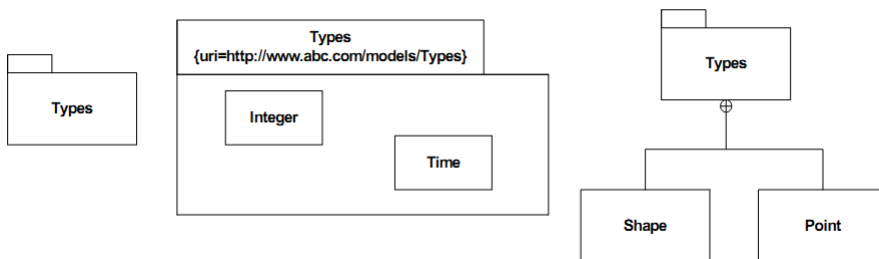 Types
Types
{uri=http://www.abc.com/models/Types}
Integer
Time
Types
Shape
Point